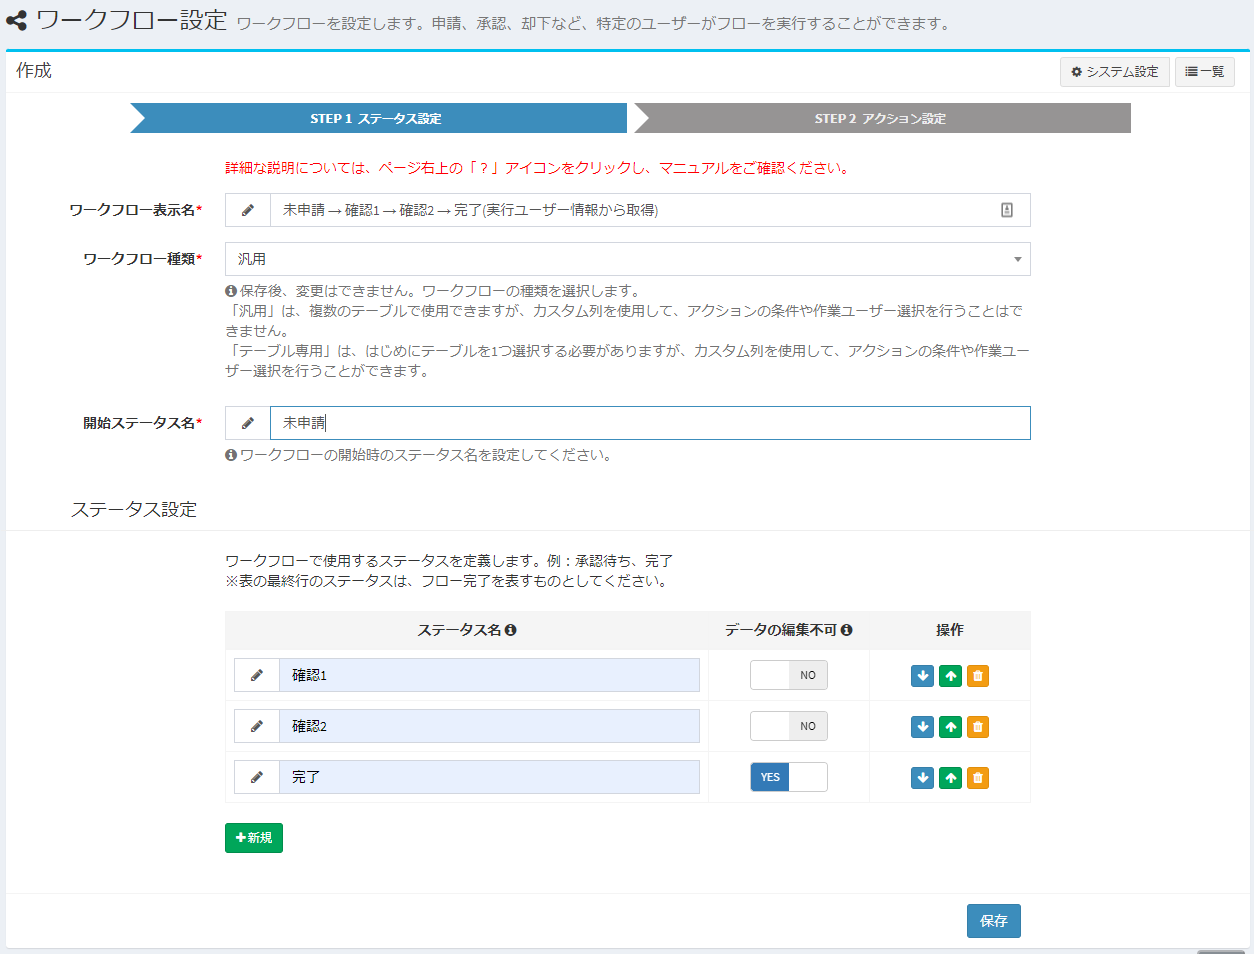 ワークフロー設定 ワークフローを設定します。申請、承認、却下など、特定のユーザーがフローを実行することができます。
作成
システム設定
一覧
STEP 1 ステータス設定
STEP 2 アクション設定
詳細な説明については、ページ右上の「？」アイコンをクリックし、マニュアルをご確認ください。
ワークフロー表示名*
未申請 → 確認1 → 確認2 → 完了(実行ユーザー情報から取得)
ワークフロー種類*
汎用
保存後、変更はできません。ワークフローの種類を選択します。
「汎用」は、複数のテーブルで使用できますが、カスタム列を使用して、アクションの条件や作業ユーザー選択を行うことはで
きません。
「テーブル専用」は、はじめにテーブルを1つ選択する必要がありますが、カスタム列を使用して、アクションの条件や作業ユー
ザー選択を行うことができます。
開始ステータス名*
未申請
ワークフローの開始時のステータス名を設定してください。
ステータス設定
ワークフローで使用するステータスを定義します。例：承認待ち、完了
※表の最終行のステータスは、フロー完了を表すものとしてください。
ステータス名 データの編集不可 操作
確認1 NO
確認2 NO
完了 YES
新規
保存